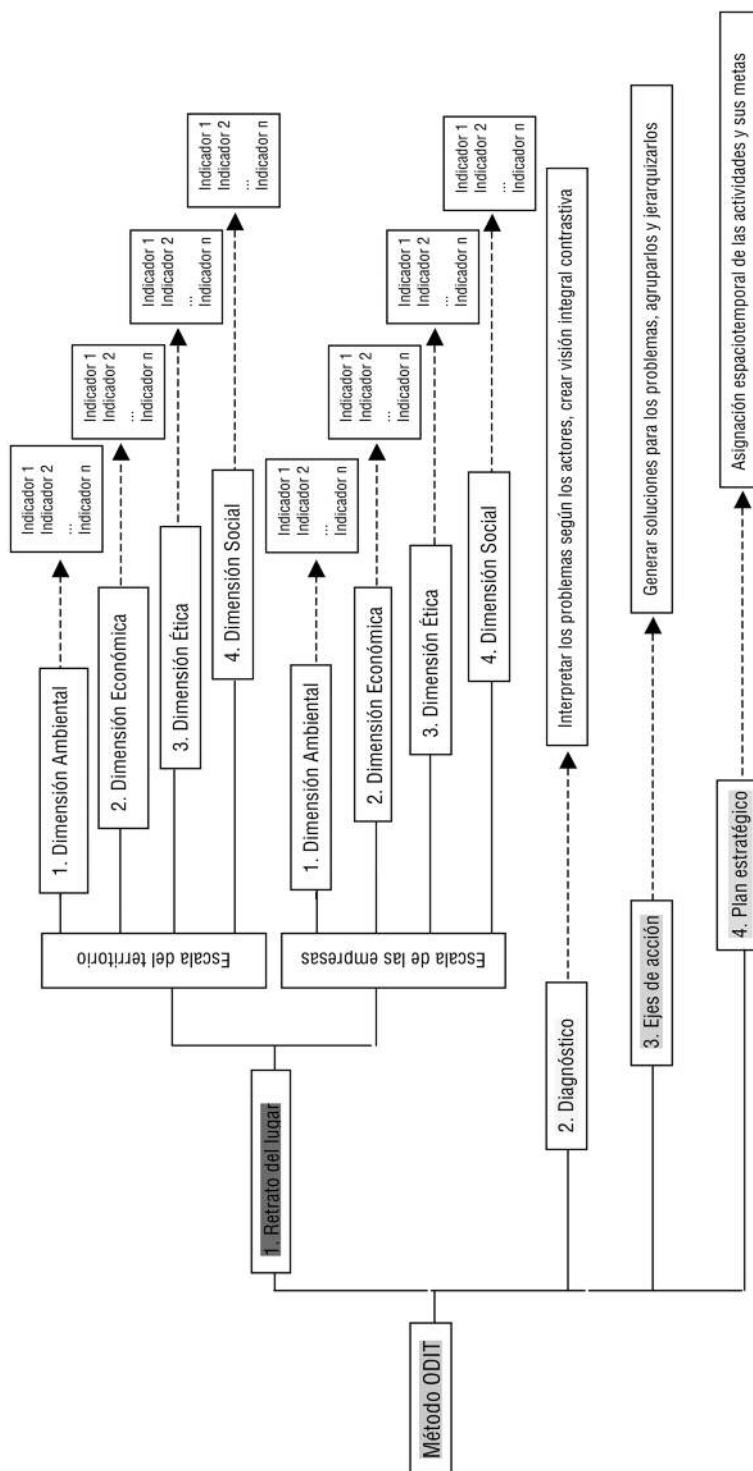 Método ODIT
1. Retrato del lugar
Escala del territorio
1. Dimensión Ambiental
Indicador 1
Indicador 2
...
Indicador n
2. Dimensión Económica
Indicador 1
Indicador 2
...
Indicador n
3. Dimensión Ética
Indicador 1
Indicador 2
...
Indicador n
4. Dimensión Social
Indicador 1
Indicador 2
...
Indicador n
Escala de las empresas
1. Dimensión Ambiental
Indicador 1
Indicador 2
...
Indicador n
2. Dimensión Económica
Indicador 1
Indicador 2
...
Indicador n
3. Dimensión Ética
Indicador 1
Indicador 2
...
Indicador n
4. Dimensión Social
Indicador 1
Indicador 2
...
Indicador n
2. Diagnóstico
Interpretar los problemas según los actores, crear visión integral contrastiva
3. Ejes de acción
Generar soluciones para los problemas, agruparlos y jerarquizarlos
4. Plan estratégico
Asignación espaciotemporal de las actividades y sus metas